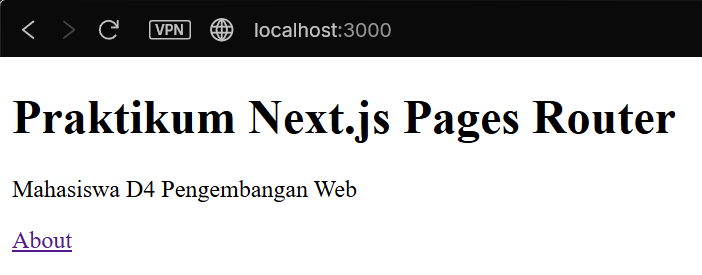 VPN
localhost:3000
Praktikum Next.js Pages Router
Mahasiswa D4 Pengembangan Web
About